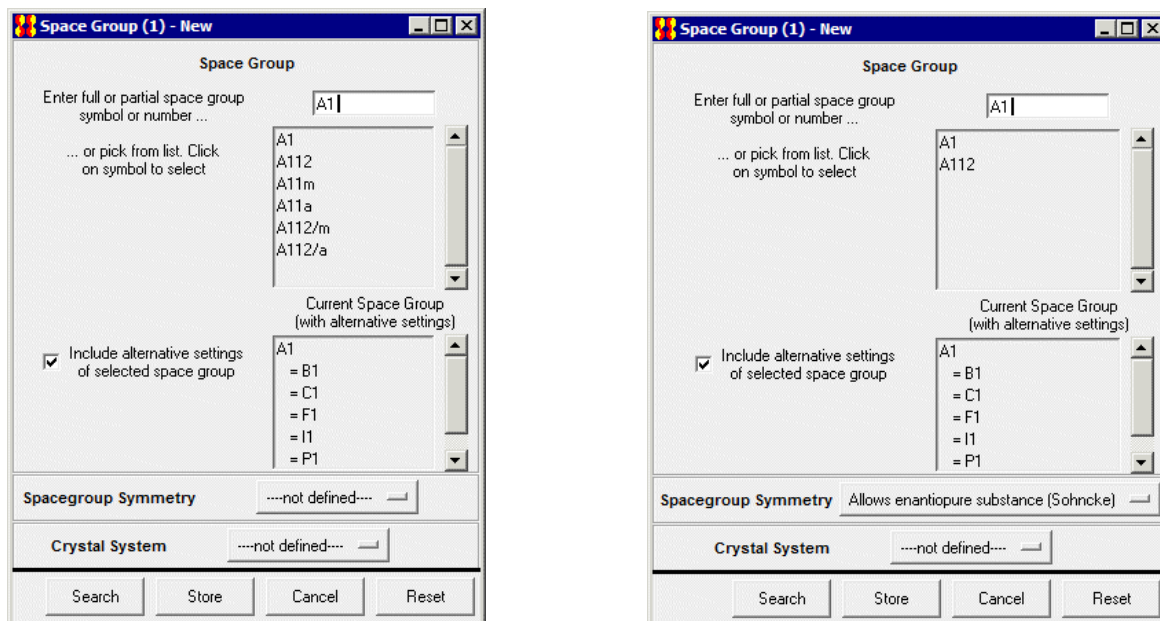 Space Group (1) - New
Space Group
Enter full or partial space group
symbol or number ...
A1
... or pick from list. Click
on symbol to select
A1
A112
A11m
A11a
A112/m
A112/a
Current Space Group
(with alternative settings)
Include alternative settings
of selected space group
A1
= B1
= C1
= F1
= I1
= P1
Spacegroup Symmetry ----not defined----
Crystal System ----not defined----
Search Store Cancel Reset
Space Group (1) - New
Space Group
Enter full or partial space group
symbol or number ...
A1
... or pick from list. Click
on symbol to select
A1
A112
Current Space Group
(with alternative settings)
Include alternative settings
of selected space group
A1
= B1
= C1
= F1
= I1
= P1
Spacegroup Symmetry Allows enantiopure substance (Sohncke)
Crystal System ----not defined----
Search Store Cancel Reset